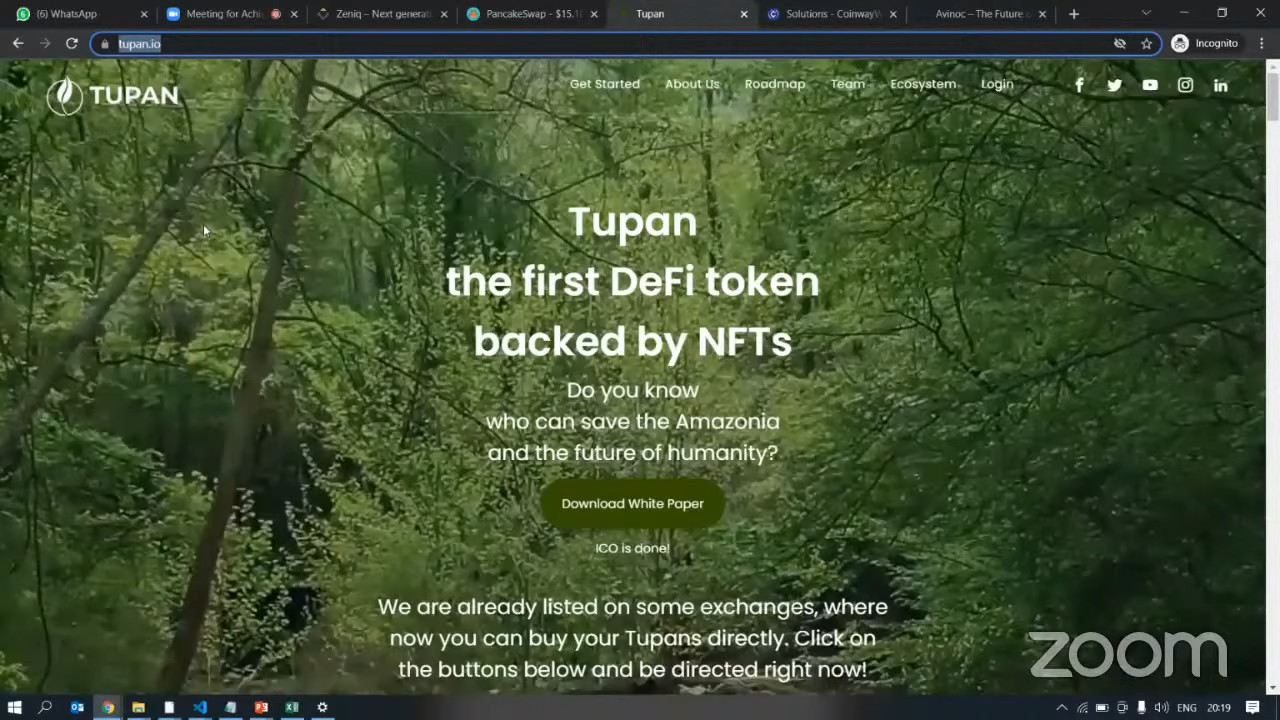 (6) WhatsApp
Meeting for Achi
Zeniq – Next generat
PancakeSwap - $15.1
Tupan
Solutions - Coinway
Avinoc – The Future
tupan.io
Incognito
TUPAN
Get Started
About Us
Roadmap
Team
Ecosystem
Login
Tupan
the first DeFi token
backed by NFTs
Do you know
who can save the Amazonia
and the future of humanity?
Download White Paper
ICO is done!
We are already listed on some exchanges, where
now you can buy your Tupans directly. Click on
the buttons below and be directed right now!
zoom
ENG
20:19